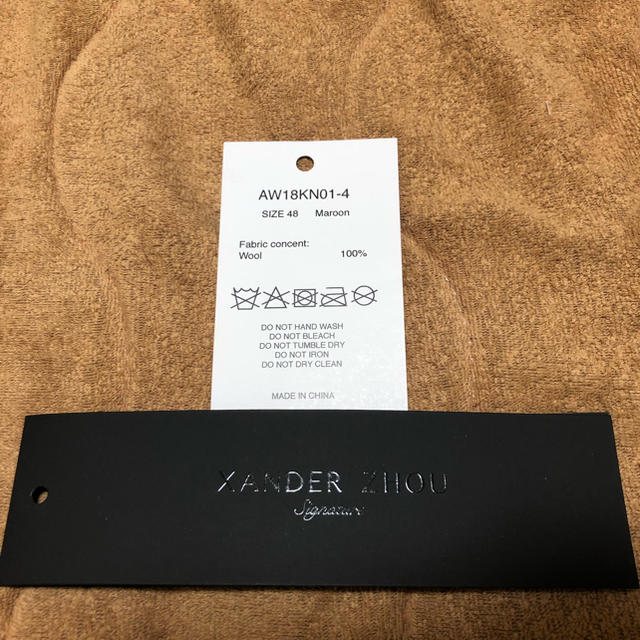 AW18KN01-4
SIZE 48 Maroon
Fabric concent:
Wool 100%
DO NOT HAND WASH
DO NOT BLEACH
DO NOT TUMBLE DRY
DO NOT IRON
DO NOT DRY CLEAN
MADE IN CHINA
XANDER ZHOU
Signature